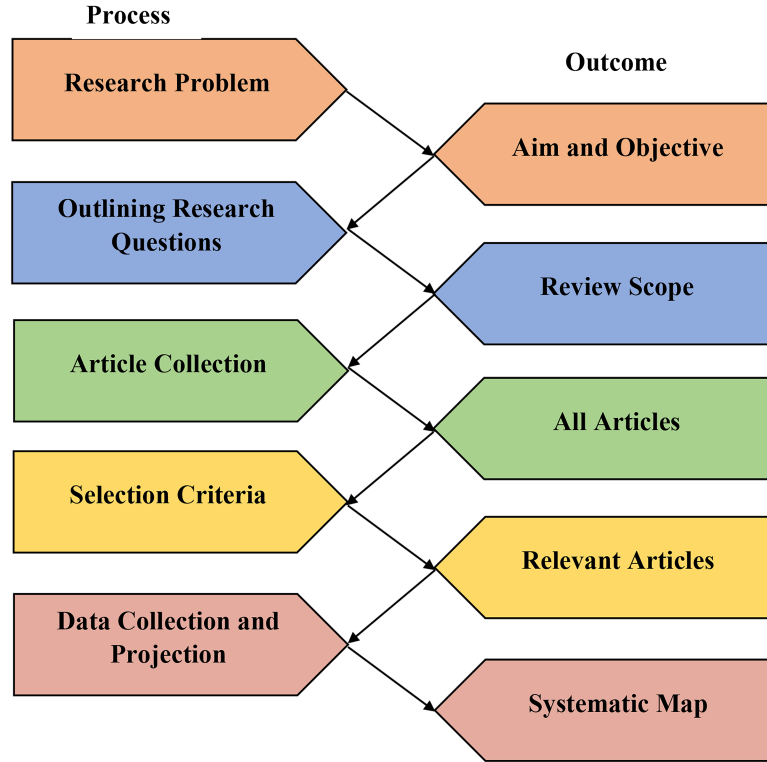 Process
Outcome
Research Problem
Aim and Objective
Outlining Research
Questions
Review Scope
Article Collection
All Articles
Selection Criteria
Relevant Articles
Data Collection and
Projection
Systematic Map